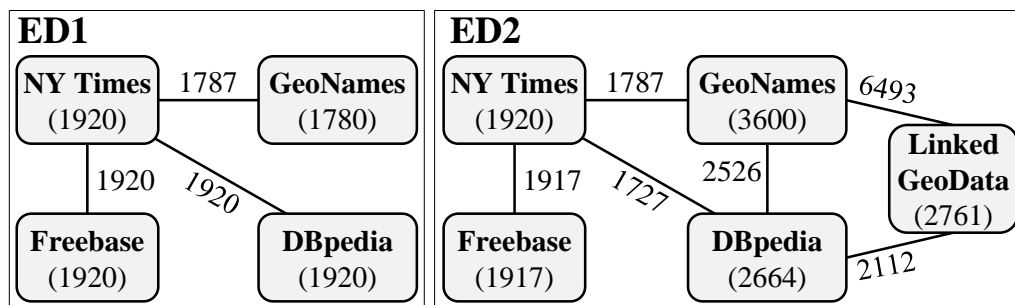 ED1
NY Times
(1920)
1787
GeoNames
(1780)
1920
1920
Freebase
(1920)
DBpedia
(1920)
ED2
NY Times
(1920)
1787
GeoNames
(3600)
6493
Linked
GeoData
(2761)
1917
1727
2526
Freebase
(1917)
DBpedia
(2664)
2112